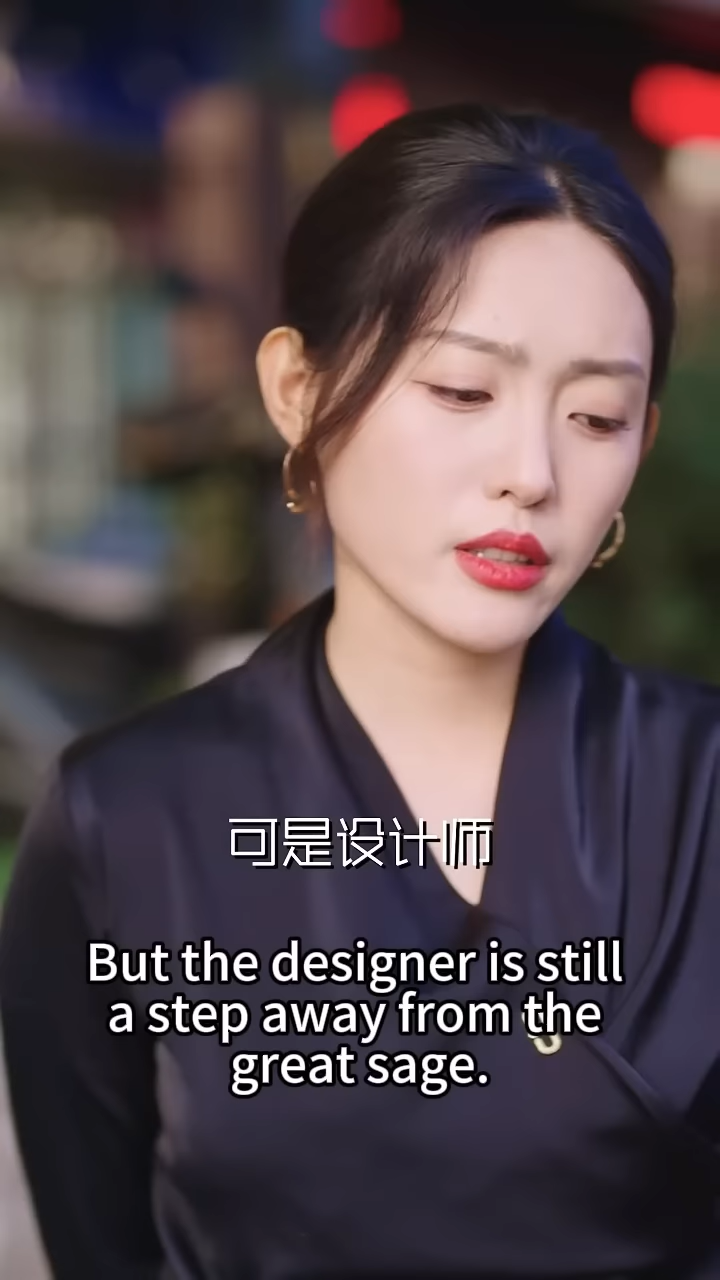 可是设计师
But the designer is still
a step away from the
great sage.